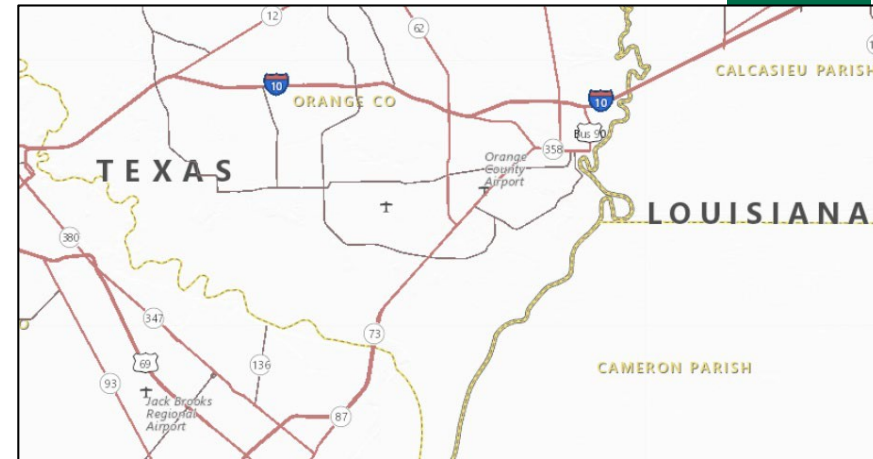 12
62
CALCASIEU PARISH
10
ORANGE CO
10
Bus 90
358
Orange
County
Airport
TEXAS
LOUISIANA
380
347
73
CAMERON PARISH
69
136
93
Jack Brooks
Regional
Airport
87